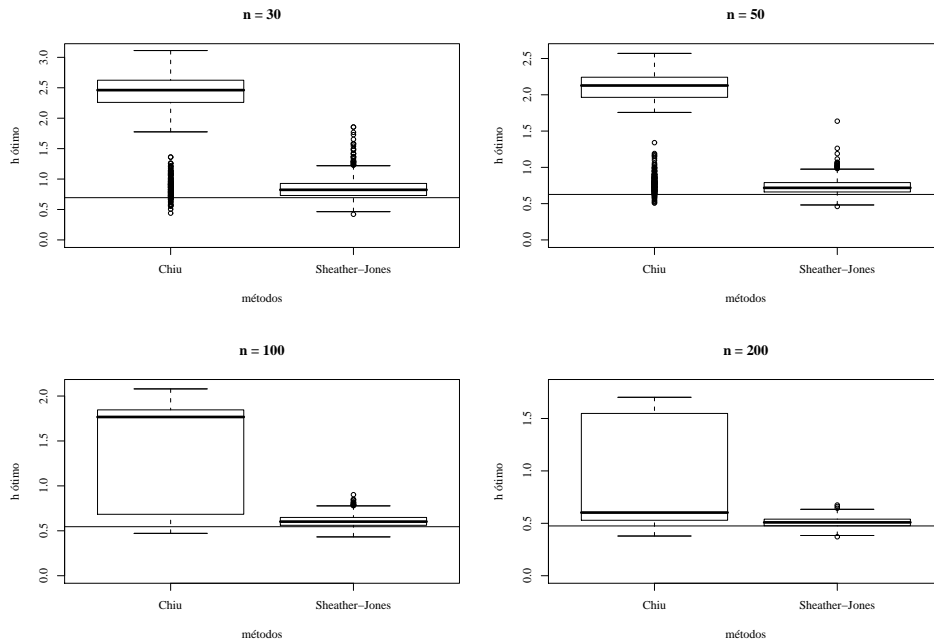 n = 30
h ótimo
0.0 0.5 1.0 1.5 2.0 2.5 3.0
Chiu Sheather−Jones
métodos
n = 50
h ótimo
0.0 0.5 1.0 1.5 2.0 2.5
Chiu Sheather−Jones
métodos
n = 100
h ótimo
0.0 0.5 1.0 1.5 2.0
Chiu Sheather−Jones
métodos
n = 200
h ótimo
0.0 0.5 1.0 1.5
Chiu Sheather−Jones
métodos